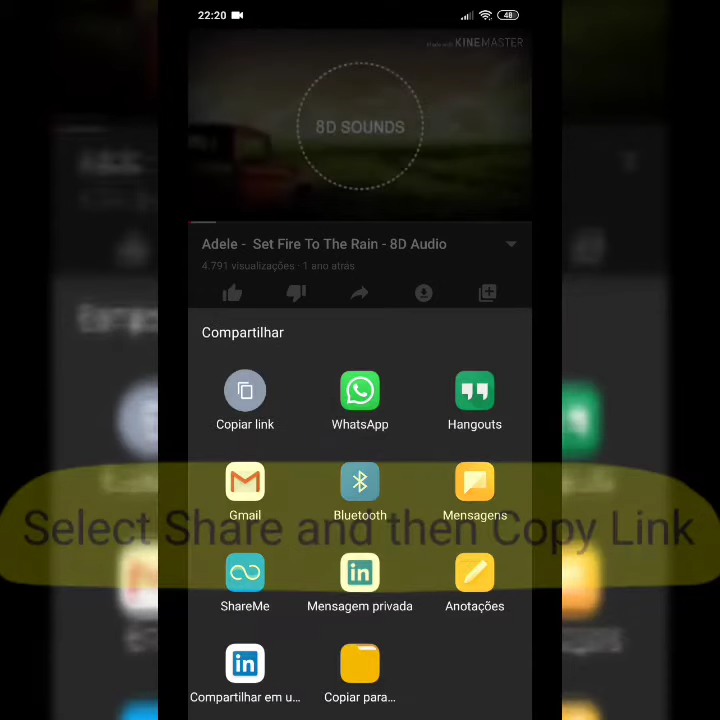 22:20
48
Made with KINEMASTER
8D SOUNDS
Adele - Set Fire To The Rain - 8D Audio
4.791 visualizações · 1 ano atrás
Compartilhar
Copiar link
WhatsApp
Hangouts
Gmail
Bluetooth
Mensagens
Select Share and then Copy Link
ShareMe
Mensagem privada
Anotações
Compartilhar em u...
Copiar para...